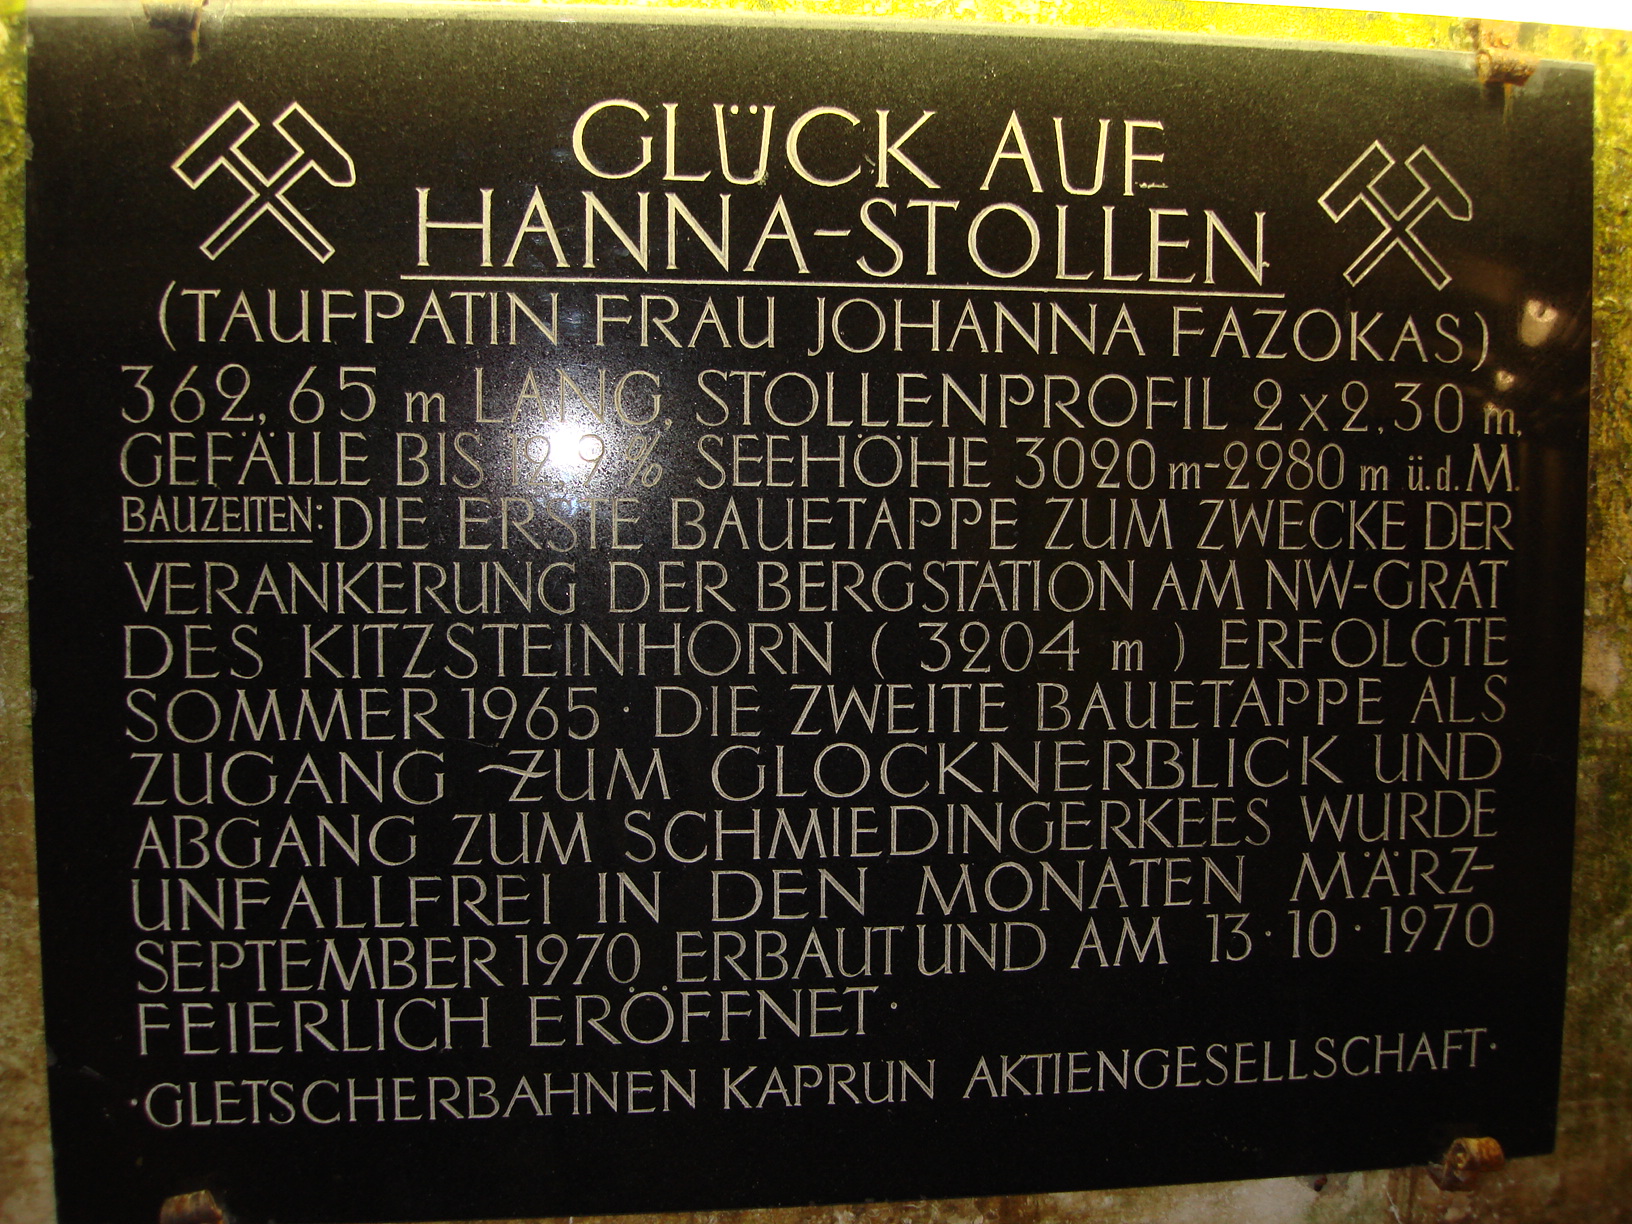 GLÜCK AUF
HANNA-STOLLEN
(TAUFPATIN FRAU JOHANNA FAZOKAS)
362,65 m LANG, STOLLENPROFIL 2 x 2,30 m,
GEFÄLLE BIS 12,9 % SEEHÖHE 3020 m-2980 m ü.d.M.
BAUZEITEN: DIE ERSTE BAUETAPPE ZUM ZWECKE DER
VERANKERUNG DER BERGSTATION AM NW-GRAT
DES KITZSTEINHORN ( 3204 m ) ERFOLGTE
SOMMER 1965 · DIE ZWEITE BAUETAPPE ALS
ZUGANG ZUM GLOCKNERBLICK UND
ABGANG ZUM SCHMIEDINGERKEES WURDE
UNFALLFREI IN DEN MONATEN MÄRZ-
SEPTEMBER 1970 ERBAUT UND AM 13·10·1970
FEIERLICH ERÖFFNET·
·GLETSCHERBAHNEN KAPRUN AKTIENGESELLSCHAFT·